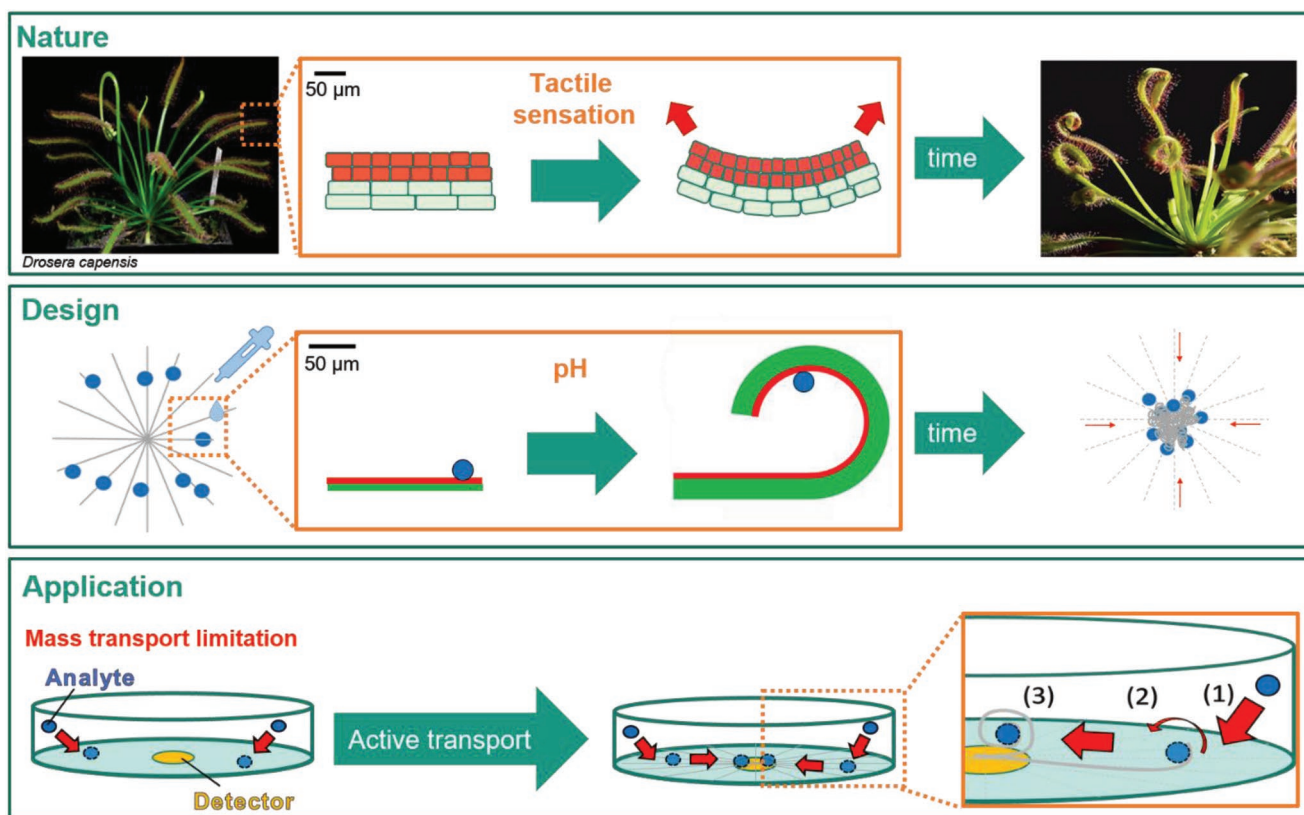 Nature
50 µm
Tactile
sensation
time
Drosera capensis
Design
50 µm
pH
time
Application
Mass transport limitation
Analyte
Detector
Active transport
(3)
(2)
(1)